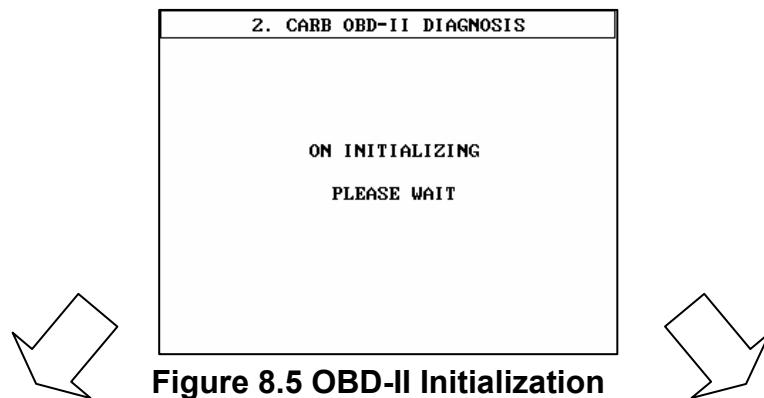 2. CARB OBD-II DIAGNOSIS
ON INITIALIZING
PLEASE WAIT
Figure 8.5 OBD-II Initialization